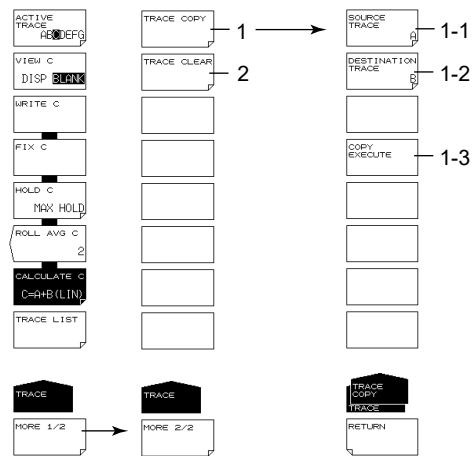 ACTIVE
TRACE
ABCDEFG
VIEW C
DISP BLANK
WRITE C
FIX C
HOLD C
MAX HOLD
ROLL AVG C
2
CALCULATE C
C=A+B(LIN)
TRACE LIST
TRACE
MORE 1/2
TRACE COPY
1
TRACE CLEAR
2
TRACE
MORE 2/2
SOURCE
TRACE
A
1-1
DESTINATION
TRACE
B
1-2
COPY
EXECUTE
1-3
TRACE
COPY
TRACE
RETURN